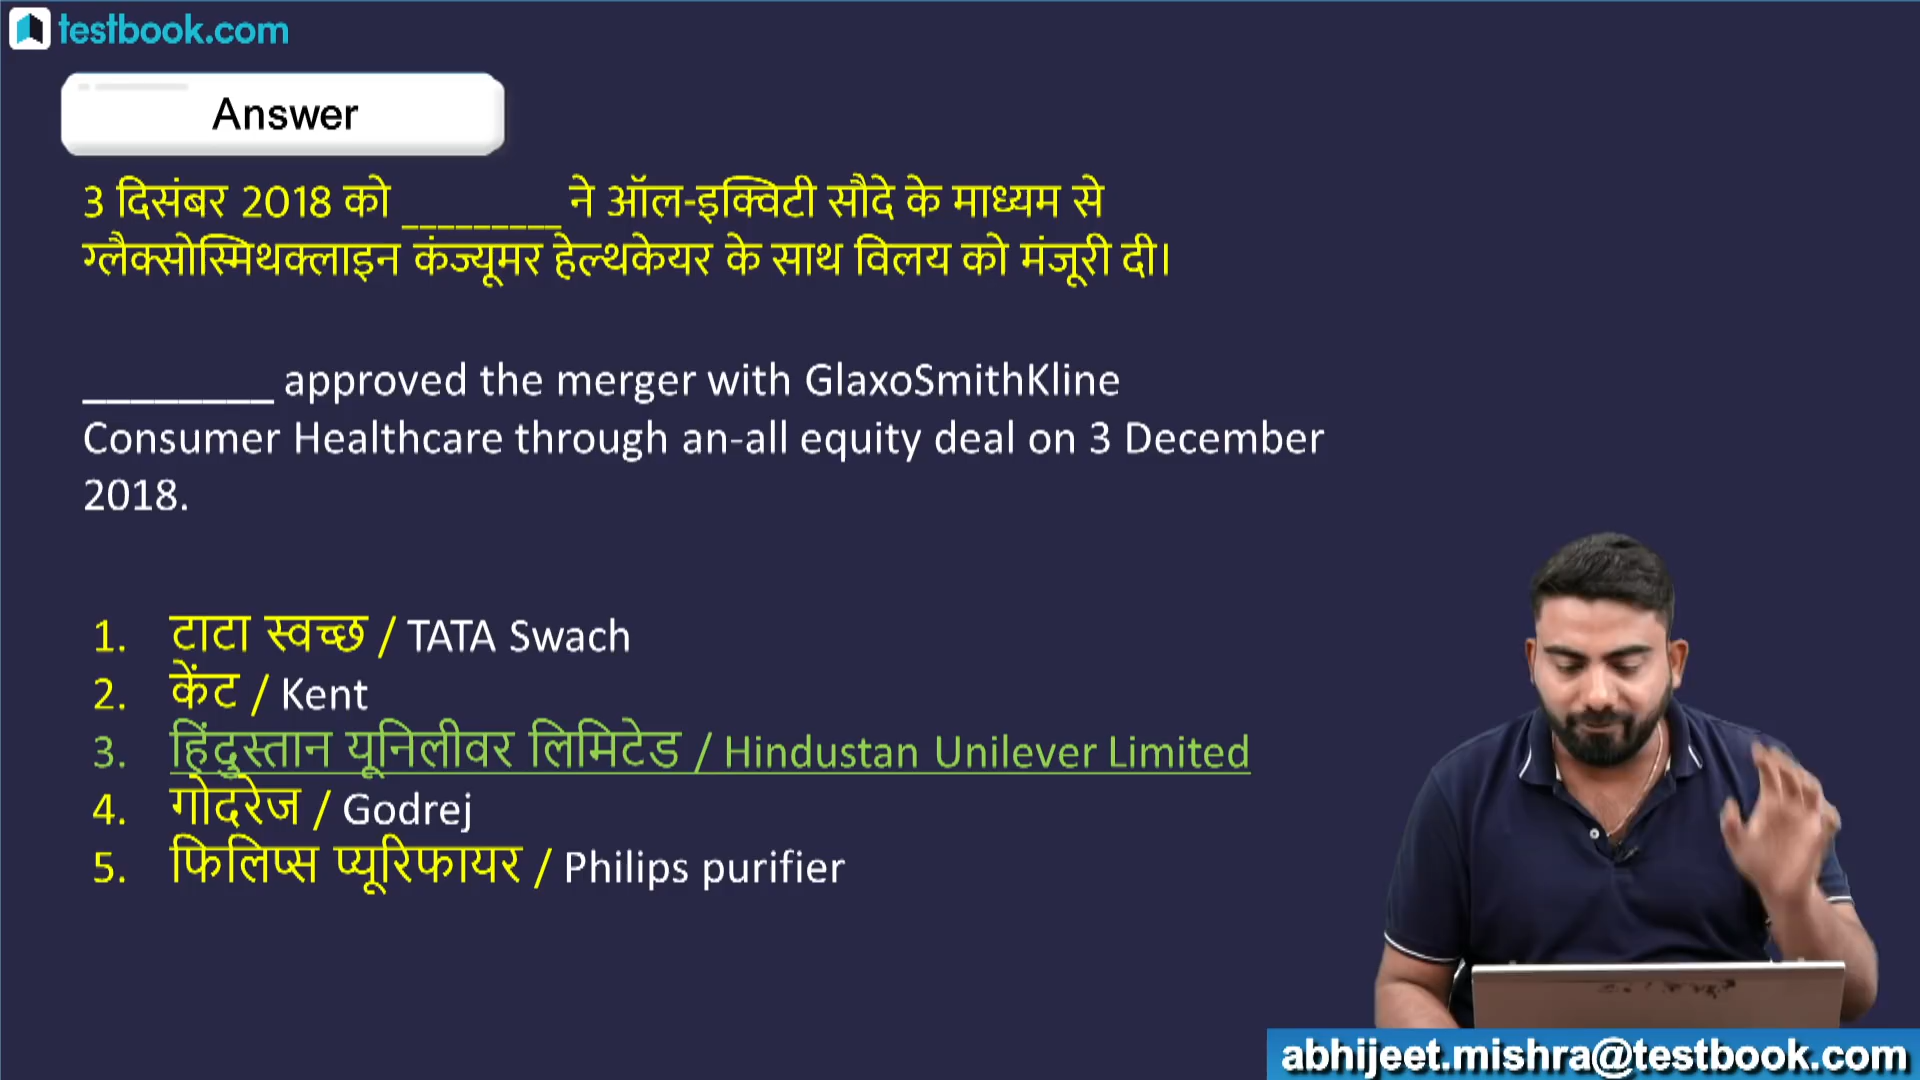 testbook.com
Answer
3 दिसंबर 2018 को _________ ने ऑल-इक्विटी सौदे के माध्यम से
ग्लैक्सोस्मिथक्लाइन कंज्यूमर हेल्थकेयर के साथ विलय को मंजूरी दी।
________ approved the merger with GlaxoSmithKline
Consumer Healthcare through an-all equity deal on 3 December
2018.
1. टाटा स्वच्छ / TATA Swach
2. केंट / Kent
3. हिंदुस्तान यूनिलीवर लिमिटेड / Hindustan Unilever Limited
4. गोदरेज / Godrej
5. फिलिप्स प्यूरिफायर / Philips purifier
abhijeet.mishra@testbook.com